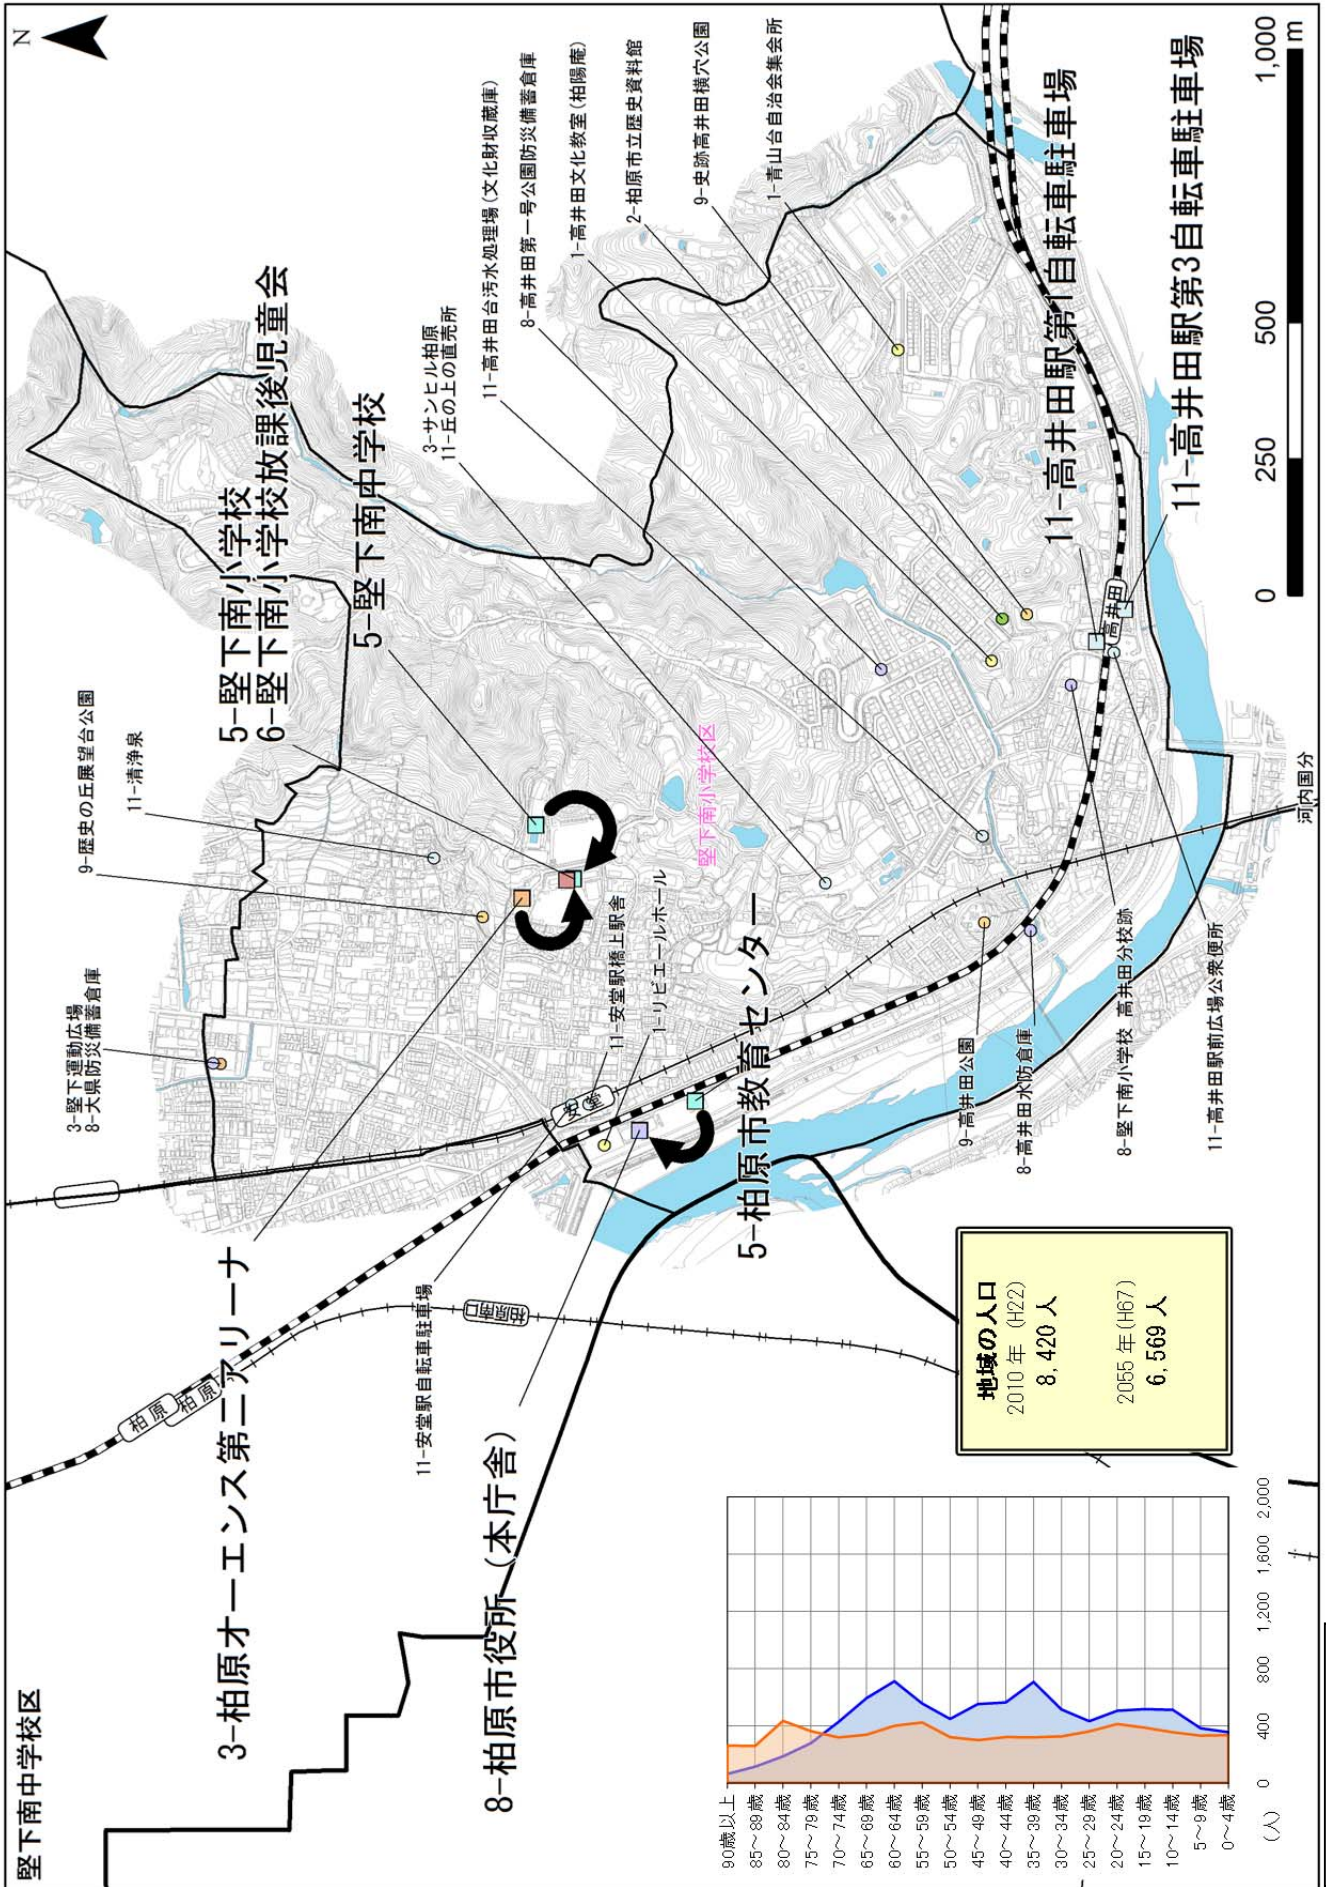 堅下南中学校区
N
3-堅下運動広場
8-大県防災備蓄倉庫
9-歴史の丘展望台公園
11-清浄泉
5-堅下南小学校
6-堅下南小学校放課後児童会
5-堅下南中学校
3-サンヒル柏原
11-丘の上の直売所
11-高井田台汚水処理場(文化財収蔵庫)
8-高井田第一号公園防災備蓄倉庫
1-高井田文化教室(柏陽庵)
2-柏原市立歴史資料館
9-史跡高井田横穴公園
1-青山台自治会集会所
3-柏原オーエンス第二アリーナ
柏原
柏原
柏原南口
安堂
11-安堂駅自転車駐車場
8-柏原市役所(本庁舎)
11-安堂駅橋上駅舎
1-リビエールホール
5-柏原市教育センター
堅下南小学校区
11-高井田駅第1自転車駐車場
11-高井田駅第3自転車駐車場
高井田
9-高井田公園
8-高井田水防倉庫
8-堅下南小学校 高井田分校跡
11-高井田駅前広場公衆便所
河内国分
0 250 500 1,000
m
地域の人口
2010年(H22)
8,420人
2055年(H67)
6,569人
90歳以上
85~89歳
80~84歳
75~79歳
70~74歳
65~69歳
60~64歳
55~59歳
50~54歳
45~49歳
40~44歳
35~39歳
30~34歳
25~29歳
20~24歳
15~19歳
10~14歳
5~9歳
0~4歳
(人)
0 400 800 1,200 1,600 2,000